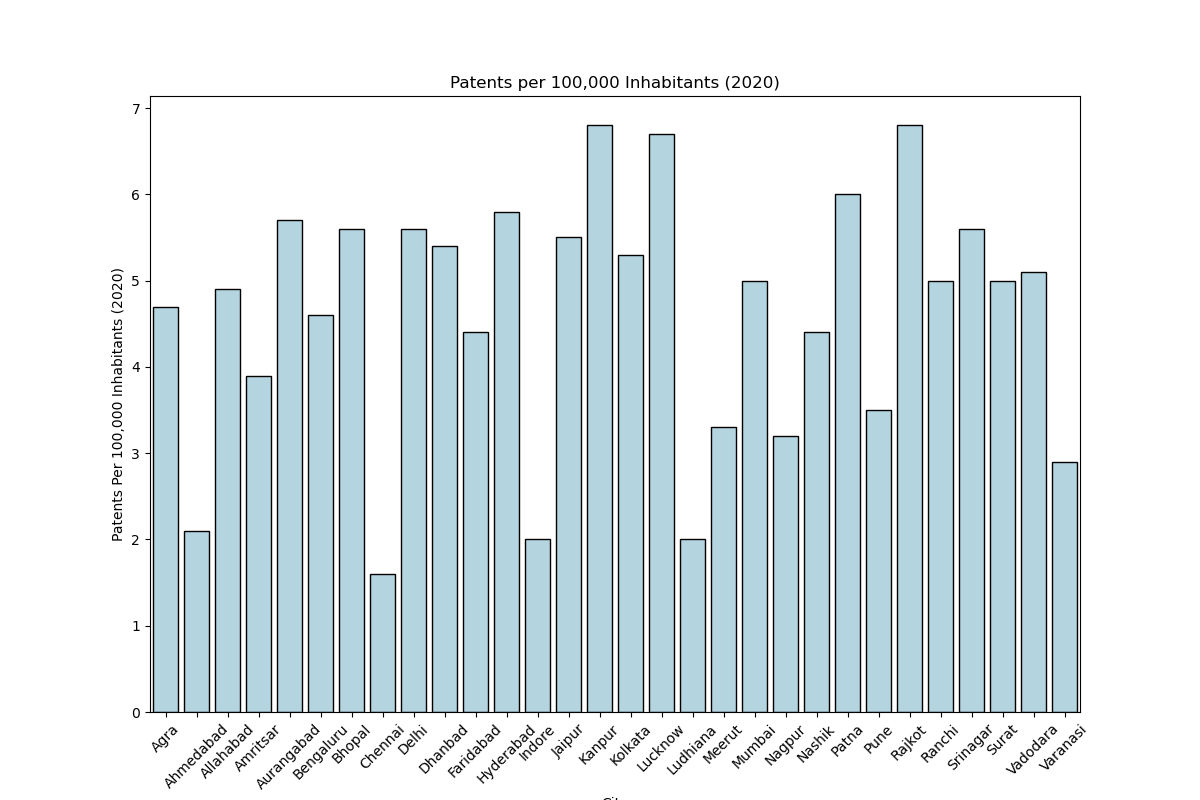 Patents per 100,000 Inhabitants (2020)
Patents Per 100,000 Inhabitants (2020)
7
6
5
4
3
2
1
0
Agra
Ahmedabad
Allahabad
Amritsar
Aurangabad
Bengaluru
Bhopal
Chennai
Delhi
Dhanbad
Faridabad
Hyderabad
Indore
Jaipur
Kanpur
Kolkata
Lucknow
Ludhiana
Meerut
Mumbai
Nagpur
Nashik
Patna
Pune
Rajkot
Ranchi
Srinagar
Surat
Vadodara
Varanasi